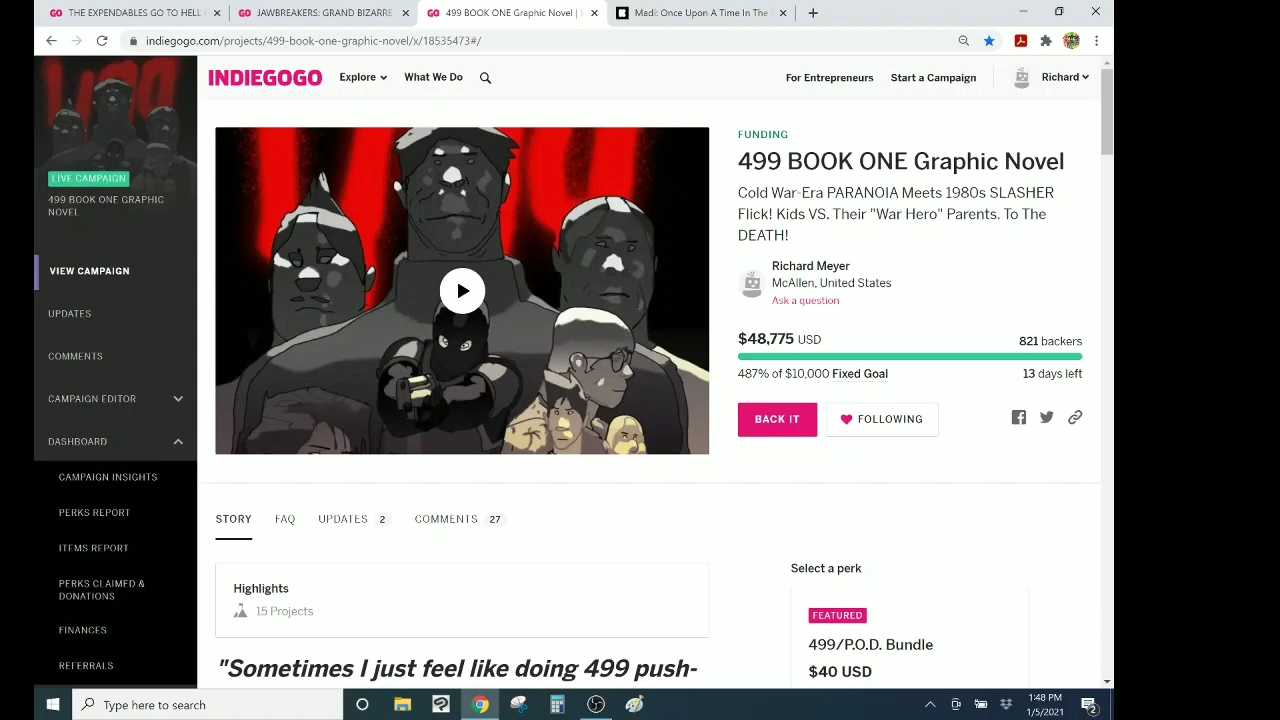 THE EXPENDABLES GO TO HELL
JAWBREAKERS: GRAND BIZARRE
499 BOOK ONE Graphic Novel | I
Madi: Once Upon A Time In The
indiegogo.com/projects/499-book-one-graphic-novel/x/18535473#/
INDIEGOGO
Explore
What We Do
For Entrepreneurs
Start a Campaign
Richard
LIVE CAMPAIGN
499 BOOK ONE GRAPHIC
NOVEL
VIEW CAMPAIGN
UPDATES
COMMENTS
CAMPAIGN EDITOR
DASHBOARD
CAMPAIGN INSIGHTS
PERKS REPORT
ITEMS REPORT
PERKS CLAIMED &
DONATIONS
FINANCES
REFERRALS
FUNDING
499 BOOK ONE Graphic Novel
Cold War-Era PARANOIA Meets 1980s SLASHER
Flick! Kids VS. Their "War Hero" Parents. To The
DEATH!
Richard Meyer
McAllen, United States
Ask a question
$48,775 USD
821 backers
487% of $10,000 Fixed Goal
13 days left
BACK IT
FOLLOWING
STORY
FAQ
UPDATES 2
COMMENTS 27
Highlights
15 Projects
"Sometimes I just feel like doing 499 push-
Select a perk
FEATURED
499/P.O.D. Bundle
$40 USD
Type here to search
1:48 PM
1/5/2021
2